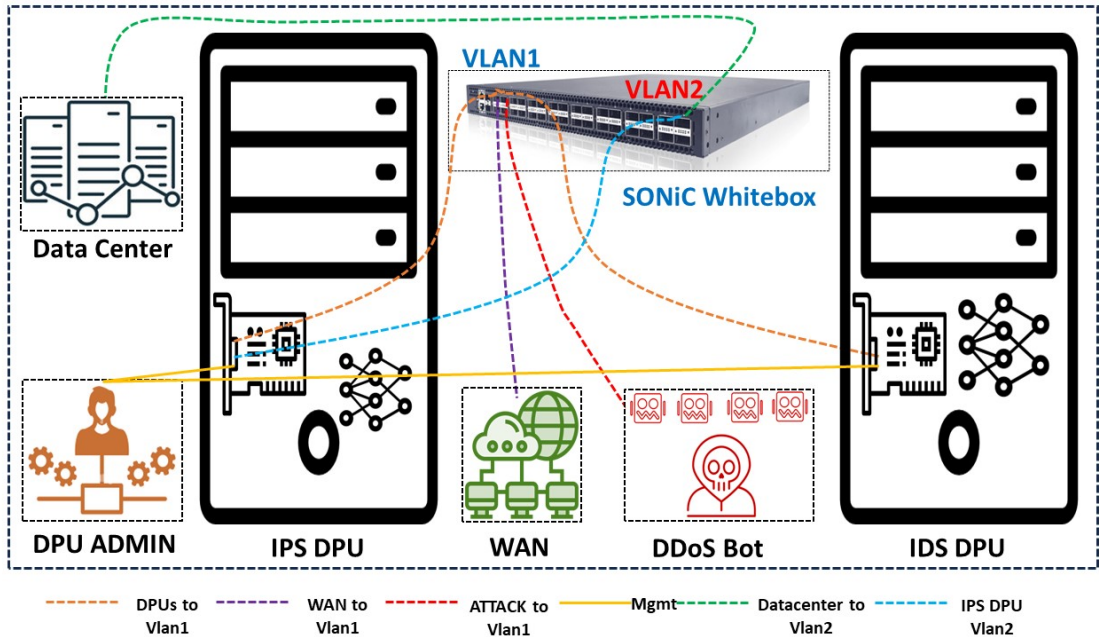 VLAN1
VLAN2
SONiC Whitebox
Data Center
DPU ADMIN
IPS DPU
WAN
DDoS Bot
IDS DPU
DPUs to
Vlan1
WAN to
Vlan1
ATTACK to
Vlan1
Mgmt
Datacenter to
Vlan2
IPS DPU
Vlan2